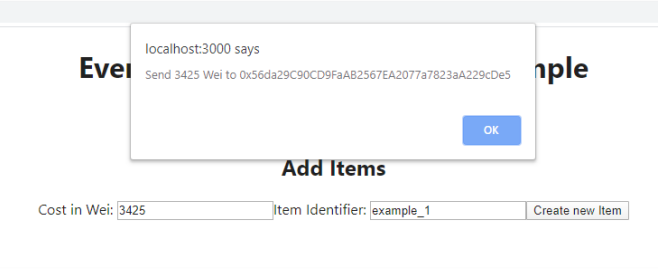 localhost:3000 says
Send 3425 Wei to 0x56da29C90CD9FaAB2567EA2077a7823aA229cDe5
OK
Add Items
Cost in Wei: 3425 Item Identifier: example_1 Create new Item